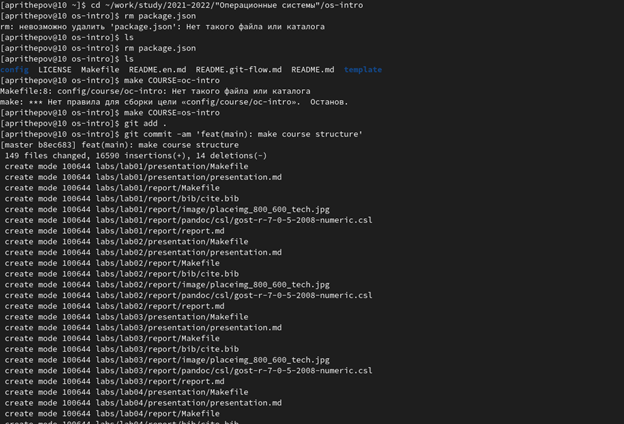 [aprithepov@10 ~]$ cd ~/work/study/2021-2022/"Операционные системы"/os-intro
[aprithepov@10 os-intro]$ rm package.json
rm: невозможно удалить 'package.json': Нет такого файла или каталога
[aprithepov@10 os-intro]$ ls
[aprithepov@10 os-intro]$ rm package.json
[aprithepov@10 os-intro]$ ls
config LICENSE Makefile README.en.md README.git-flow.md README.md template
[aprithepov@10 os-intro]$ make COURSE=oc-intro
Makefile:8: config/course/oc-intro: Нет такого файла или каталога
make: *** Нет правила для сборки цели «config/course/oc-intro». Останов.
[aprithepov@10 os-intro]$ make COURSE=os-intro
[aprithepov@10 os-intro]$ git add .
[aprithepov@10 os-intro]$ git commit -am 'feat(main): make course structure'
[master b8ec683] feat(main): make course structure
149 files changed, 16590 insertions(+), 14 deletions(-)
create mode 100644 labs/lab01/presentation/Makefile
create mode 100644 labs/lab01/presentation/presentation.md
create mode 100644 labs/lab01/report/Makefile
create mode 100644 labs/lab01/report/bib/cite.bib
create mode 100644 labs/lab01/report/image/placeimg_800_600_tech.jpg
create mode 100644 labs/lab01/report/pandoc/csl/gost-r-7-0-5-2008-numeric.csl
create mode 100644 labs/lab01/report/report.md
create mode 100644 labs/lab02/presentation/Makefile
create mode 100644 labs/lab02/presentation/presentation.md
create mode 100644 labs/lab02/report/Makefile
create mode 100644 labs/lab02/report/bib/cite.bib
create mode 100644 labs/lab02/report/image/placeimg_800_600_tech.jpg
create mode 100644 labs/lab02/report/pandoc/csl/gost-r-7-0-5-2008-numeric.csl
create mode 100644 labs/lab02/report/report.md
create mode 100644 labs/lab03/presentation/Makefile
create mode 100644 labs/lab03/presentation/presentation.md
create mode 100644 labs/lab03/report/Makefile
create mode 100644 labs/lab03/report/bib/cite.bib
create mode 100644 labs/lab03/report/image/placeimg_800_600_tech.jpg
create mode 100644 labs/lab03/report/pandoc/csl/gost-r-7-0-5-2008-numeric.csl
create mode 100644 labs/lab03/report/report.md
create mode 100644 labs/lab04/presentation/Makefile
create mode 100644 labs/lab04/presentation/presentation.md
create mode 100644 labs/lab04/report/Makefile
create mode 100644 labs/lab04/report/bib/cite.bib